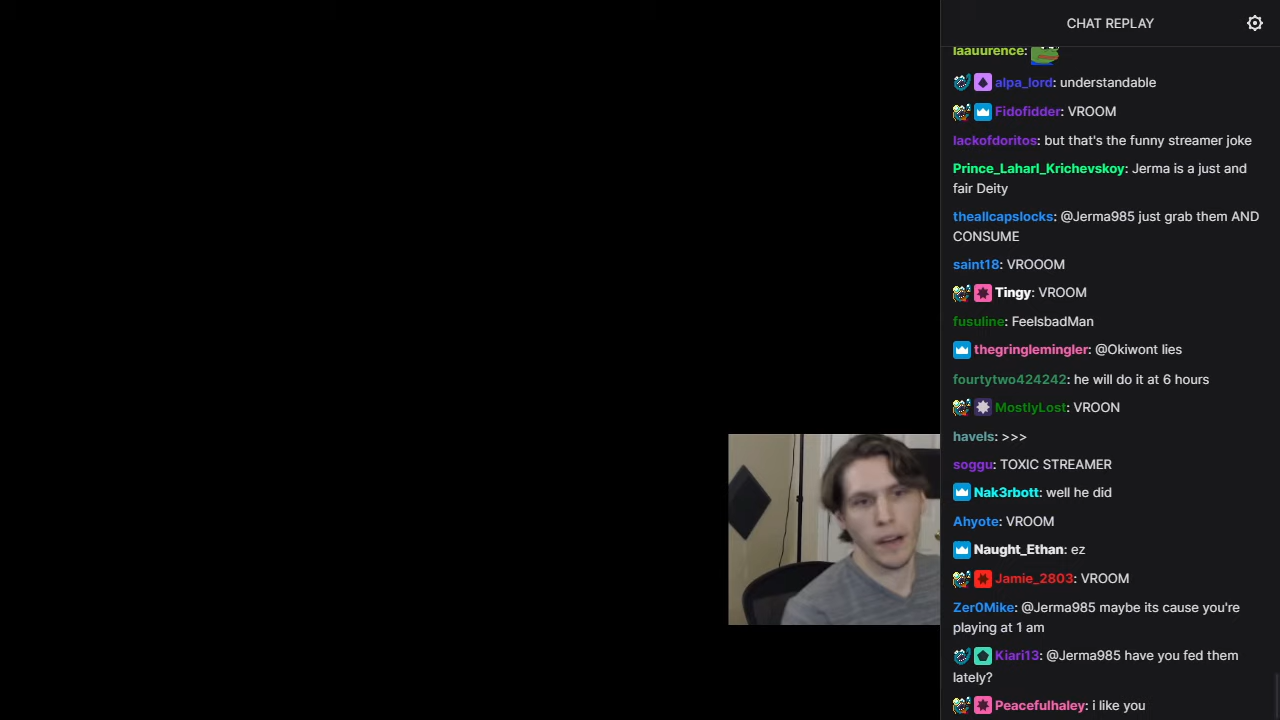 CHAT REPLAY
laauurence:
alpa_lord: understandable
Fidofidder: VROOM
lackofdoritos: but that's the funny streamer joke
Prince_Laharl_Krichevskoy: Jerma is a just and
fair Deity
theallcapslocks: @Jerma985 just grab them AND
CONSUME
saint18: VROOOM
Tingy: VROOM
fusuline: FeelsbadMan
thegringlemingler: @Okiwont lies
fourtytwo424242: he will do it at 6 hours
MostlyLost: VROON
havels: >>>
soggu: TOXIC STREAMER
Nak3rbott: well he did
Ahyote: VROOM
Naught_Ethan: ez
Jamie_2803: VROOM
Zer0Mike: @Jerma985 maybe its cause you're
playing at 1 am
Kiari13: @Jerma985 have you fed them
lately?
Peacefulhaley: i like you